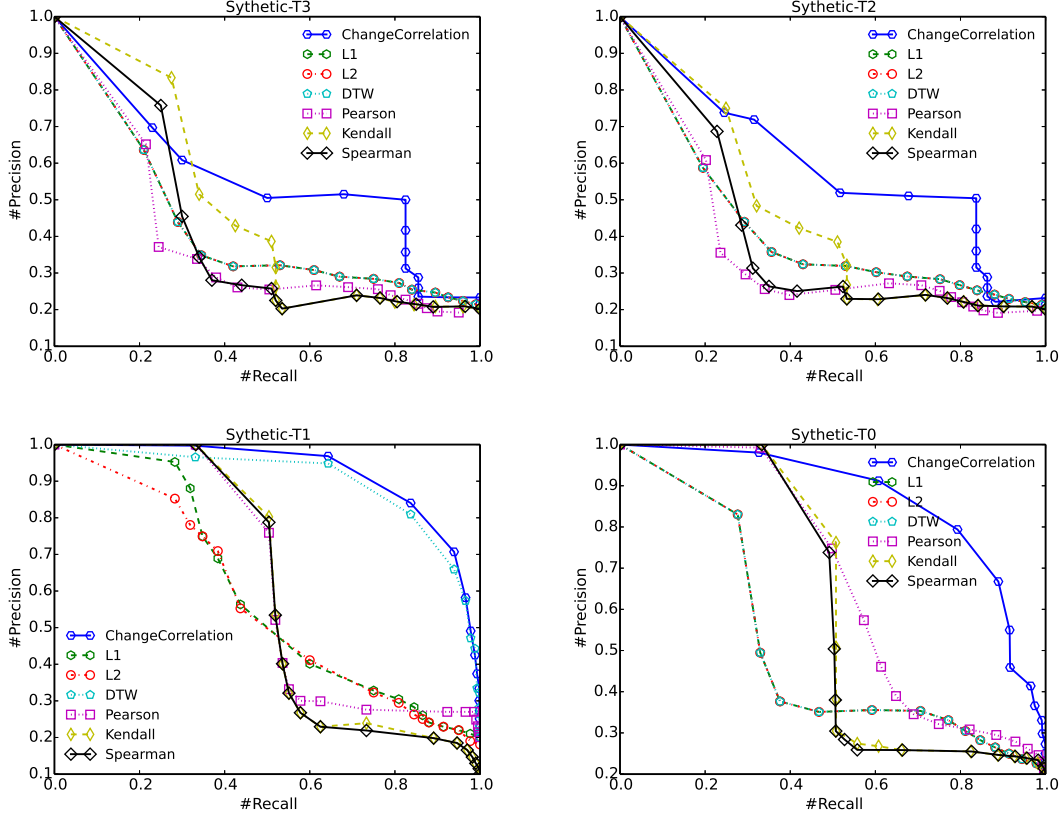 Sythetic-T3
1.0
0.9
0.8
0.7
0.6
0.5
0.4
0.3
0.2
0.1
#Precision
ChangeCorrelation
L1
L2
DTW
Pearson
Kendall
Spearman
0.0 0.2 0.4 0.6 0.8 1.0
#Recall
Sythetic-T2
1.0
0.9
0.8
0.7
0.6
0.5
0.4
0.3
0.2
0.1
#Precision
ChangeCorrelation
L1
L2
DTW
Pearson
Kendall
Spearman
0.0 0.2 0.4 0.6 0.8 1.0
#Recall
Sythetic-T1
1.0
0.9
0.8
0.7
0.6
0.5
0.4
0.3
0.2
0.1
#Precision
ChangeCorrelation
L1
L2
DTW
Pearson
Kendall
Spearman
0.0 0.2 0.4 0.6 0.8 1.0
#Recall
Sythetic-T0
1.0
0.9
0.8
0.7
0.6
0.5
0.4
0.3
0.2
#Precision
ChangeCorrelation
L1
L2
DTW
Pearson
Kendall
Spearman
0.0 0.2 0.4 0.6 0.8 1.0
#Recall